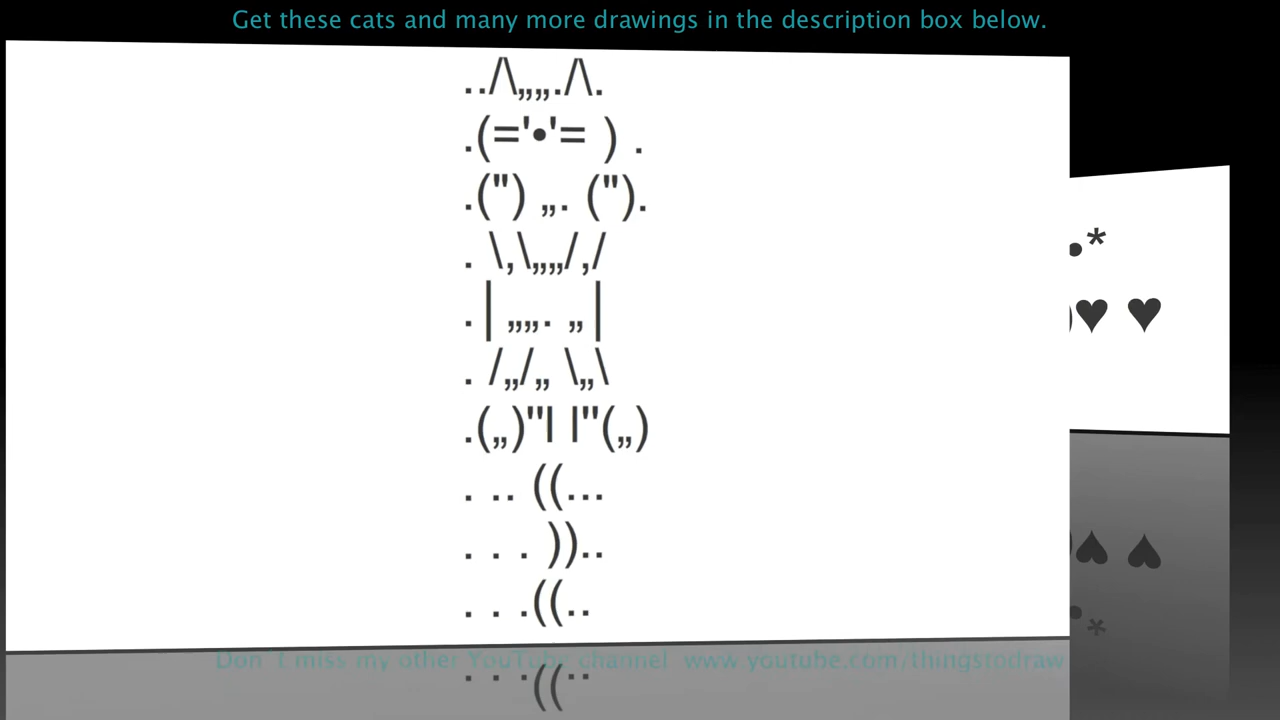 Get these cats and many more drawings in the description box below.
../\„„./\.
.(='•'= ) .
.(") „. (").
. \,\„„/,/
.| „„. „|
. /„/„ \„\
.(„)"| |"(„)
. .. ((...
. . . ))..
. . .((..
•*
)♥ ♥
Don´t miss my other YouTube channel www.youtube.com/thingstodraw